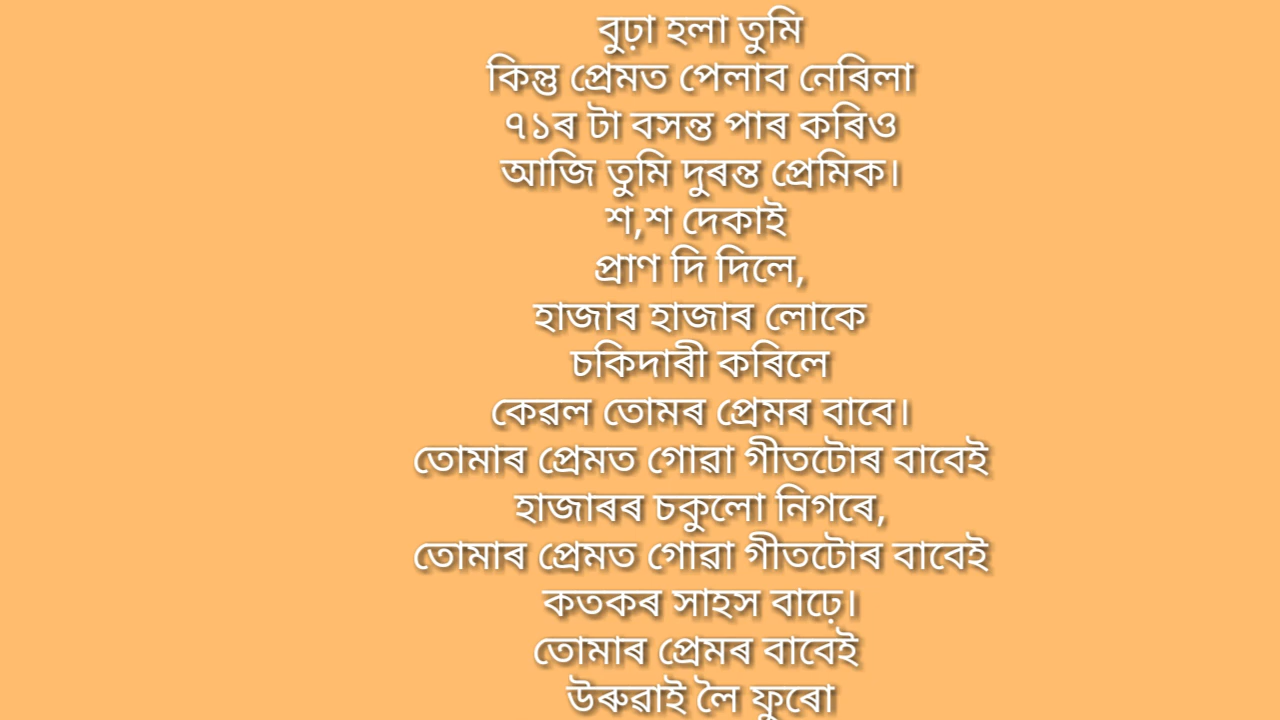 বুঢ়া হলা তুমি
কিন্তু প্ৰেমত পেলাব নেৰিলা
৭১ৰ টা বসন্ত পাৰ কৰিও
আজি তুমি দুৰন্ত প্ৰেমিক।
শ,শ দেকাই
প্ৰাণ দি দিলে,
হাজাৰ হাজাৰ লোকে
চকিদাৰী কৰিলে
কেৱল তোমৰ প্ৰেমৰ বাবে।
তোমাৰ প্ৰেমত গোৱা গীতটোৰ বাবেই
হাজাৰৰ চকুলো নিগৰে,
তোমাৰ প্ৰেমত গোৱা গীতটোৰ বাবেই
কতকৰ সাহস বাঢ়ে।
তোমাৰ প্ৰেমৰ বাবেই
উৰুৱাই লৈ ফুৰো